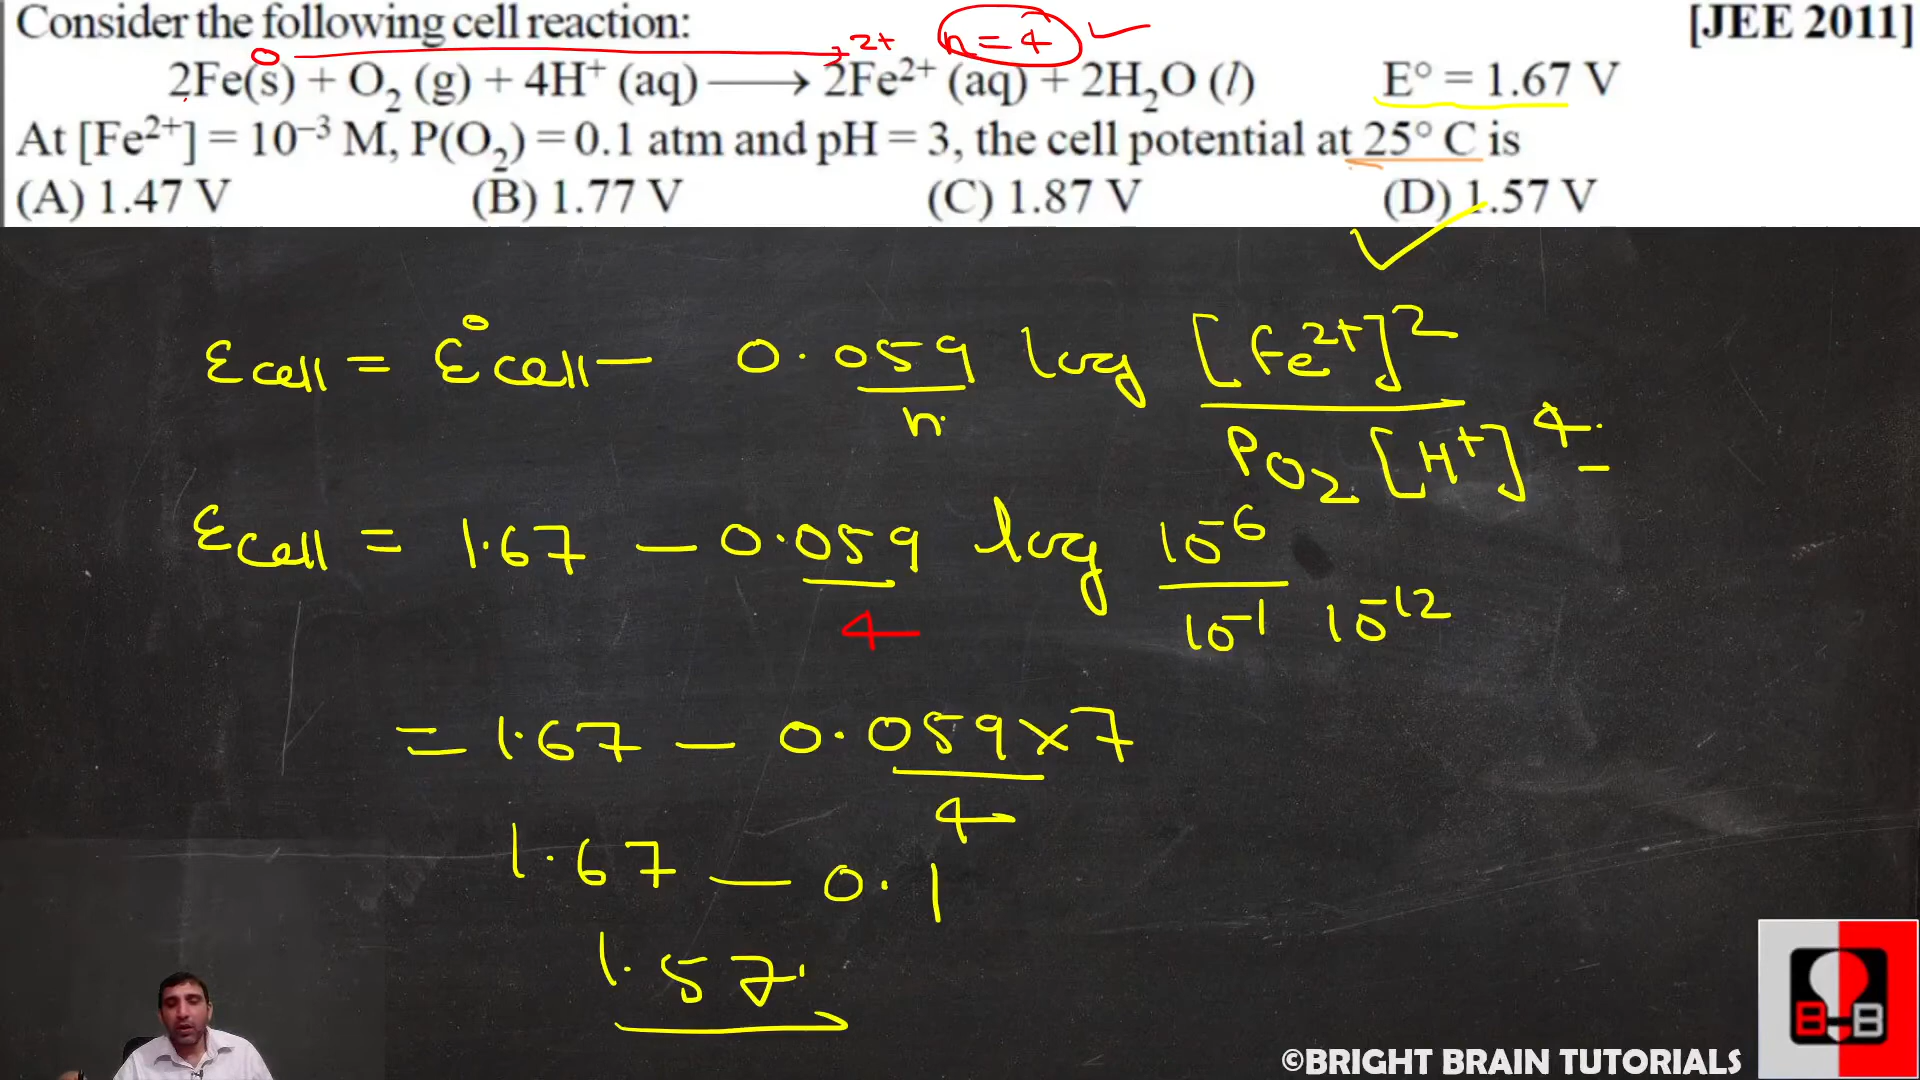 Consider the following cell reaction: [JEE 2011]
0 2+ n = 4
2Fe(s) + O₂ (g) + 4H⁺ (aq) ⟶ 2Fe²⁺ (aq) + 2H₂O (l) E° = 1.67 V
At [Fe²⁺] = 10⁻³ M, P(O₂) = 0.1 atm and pH = 3, the cell potential at 25° C is
(A) 1.47 V (B) 1.77 V (C) 1.87 V (D) 1.57 V
Ecell = E°cell − 0.059/n log [Fe²⁺]²/PO₂ [H⁺]⁴
Ecell = 1.67 − 0.059/4 log 10⁻⁶/10⁻¹ 10⁻¹²
= 1.67 − 0.059×7/4
1.67 − 0.1
1.57
B B
©BRIGHT BRAIN TUTORIALS